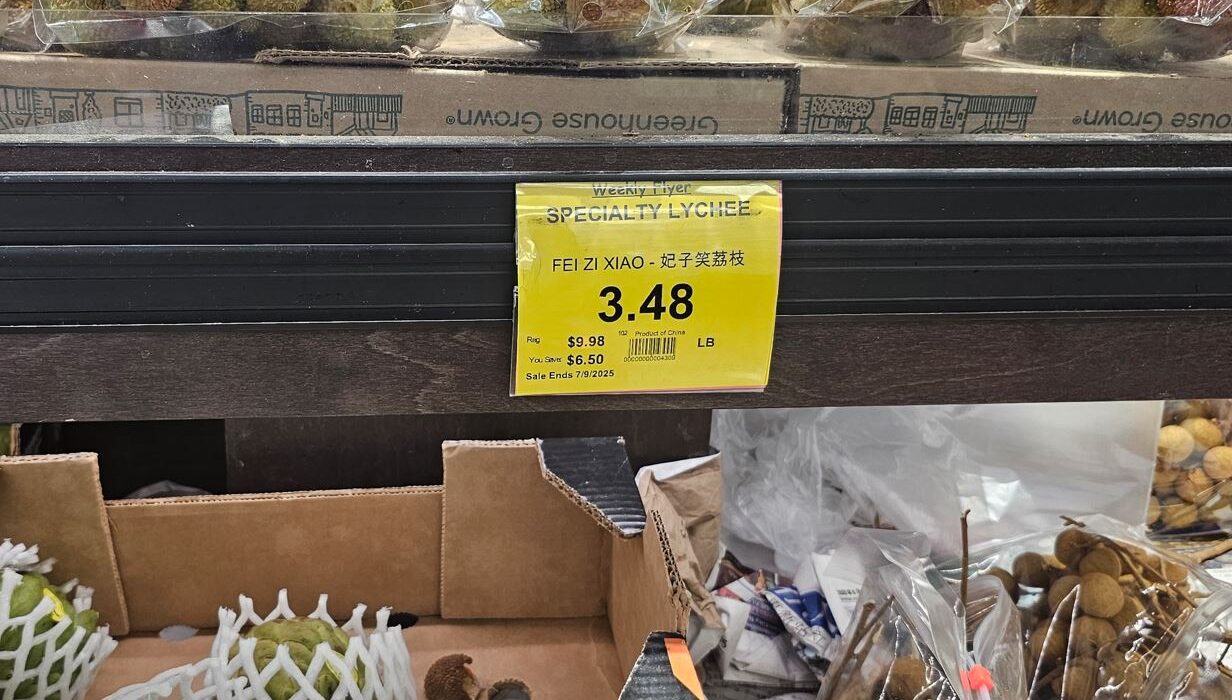 Greenhouse Grown®
Greenhouse Grown®
Weekly Flyer
SPECIALTY LYCHEE
FEI ZI XIAO - 妃子笑荔枝
3.48
Reg $9.98 102 Product of China LB
You Save $6.50
Sale Ends 7/9/2025